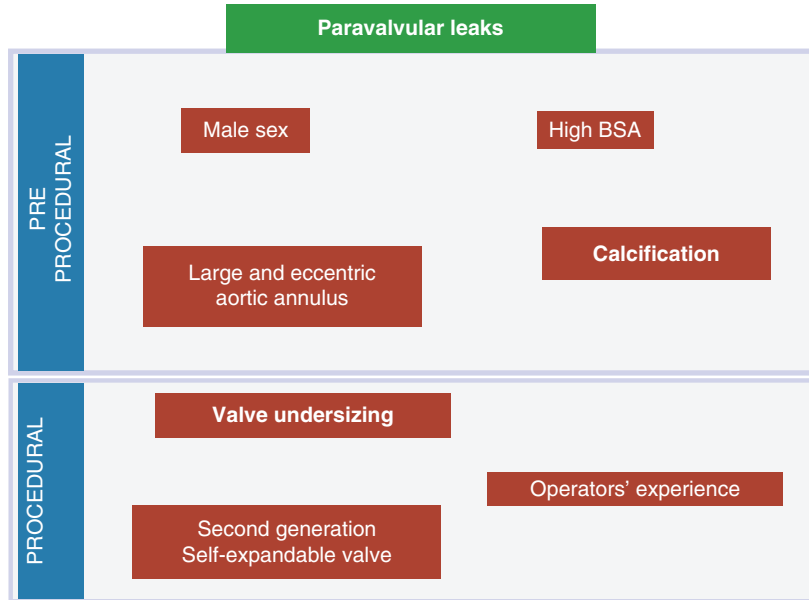 Paravalvular leaks
PRE
PROCEDURAL
Male sex
High BSA
Large and eccentric
aortic annulus
Calcification
PROCEDURAL
Valve undersizing
Operators’ experience
Second generation
Self-expandable valve